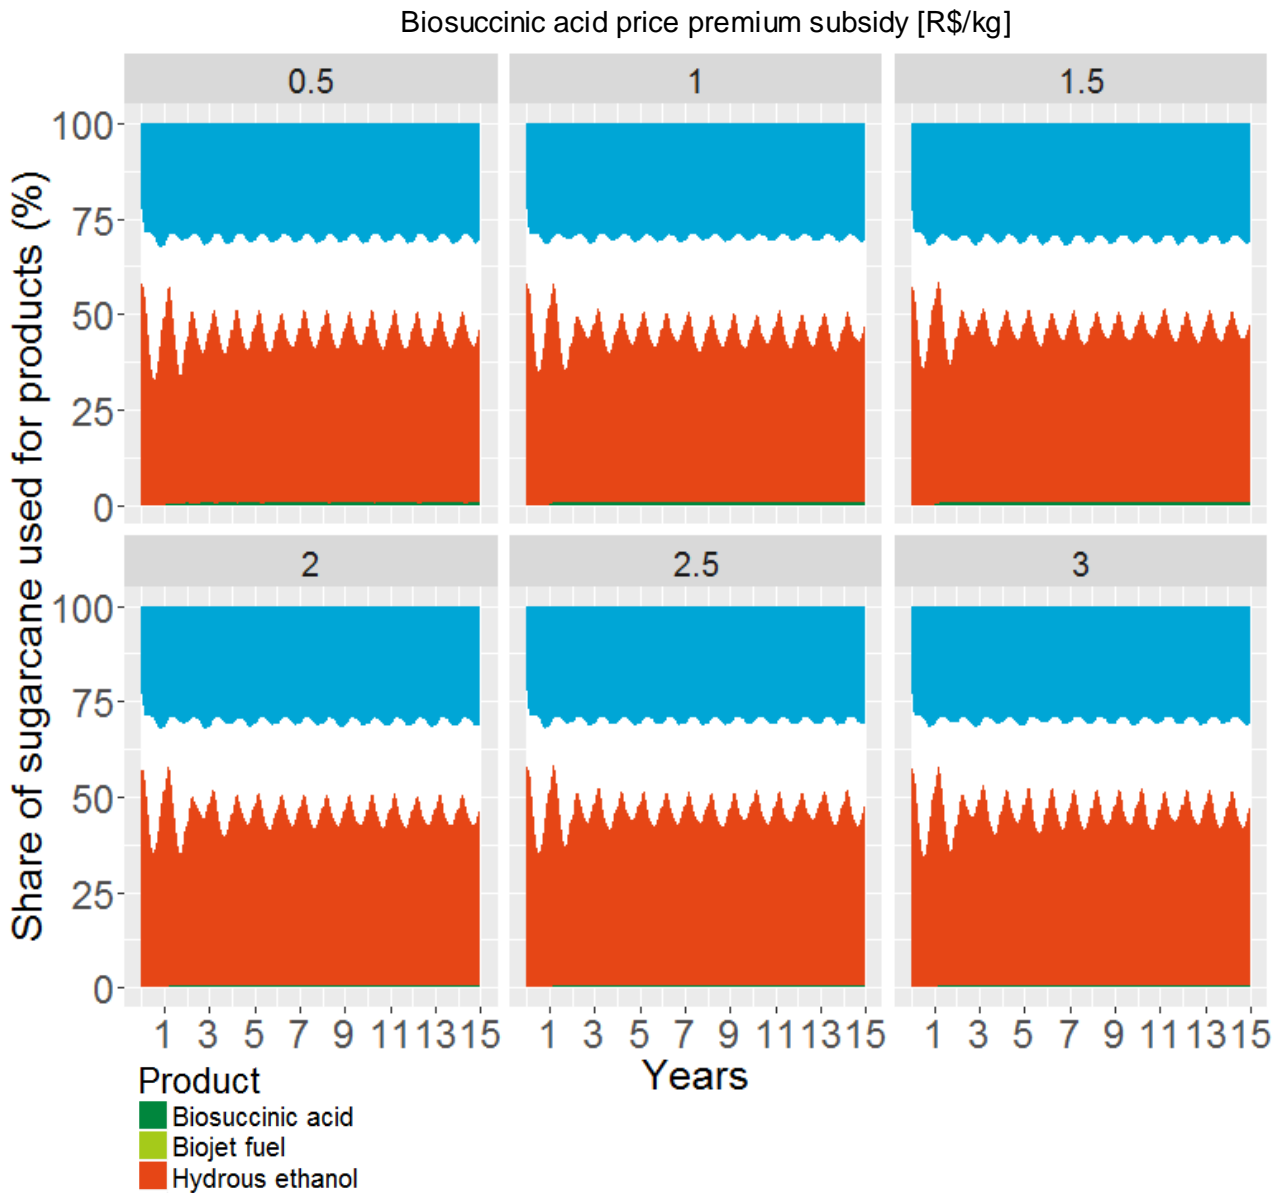 Biosuccinic acid price premium subsidy [R$/kg]
0.5 1 1.5
Share of sugarcane used for products (%)
100
75
50
25
0
2 2.5 3
100
75
50
25
0
1 3 5 7 9 11 13 15 1 3 5 7 9 11 13 15 1 3 5 7 9 11 13 15
Years
Product
Biosuccinic acid
Biojet fuel
Hydrous ethanol